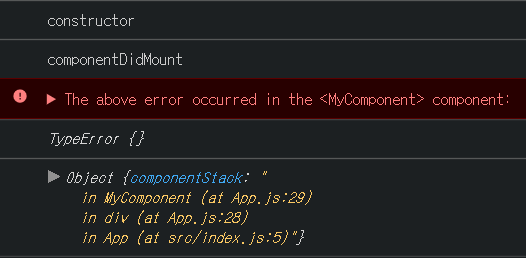 constructor
componentDidMount
The above error occurred in the <MyComponent> component:
TypeError {}
Object {componentStack: "
in MyComponent (at App.js:29)
in div (at App.js:28)
in App (at src/index.js:5)"}